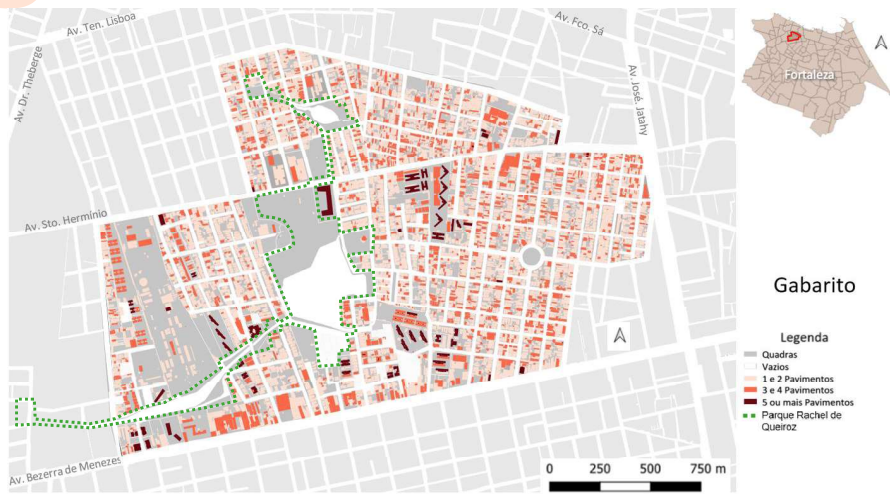 Av. Ten. Lisboa
Av. Fco. Sá
Av. Dr. Theberge
Av. José. Jatahy
Fortaleza
Av. Sto. Hermínio
Gabarito
Legenda
Quadras
Vazios
1 e 2 Pavimentos
3 e 4 Pavimentos
5 ou mais Pavimentos
Parque Rachel de
Queiroz
Av. Bezerra de Menezes
0 250 500 750 m